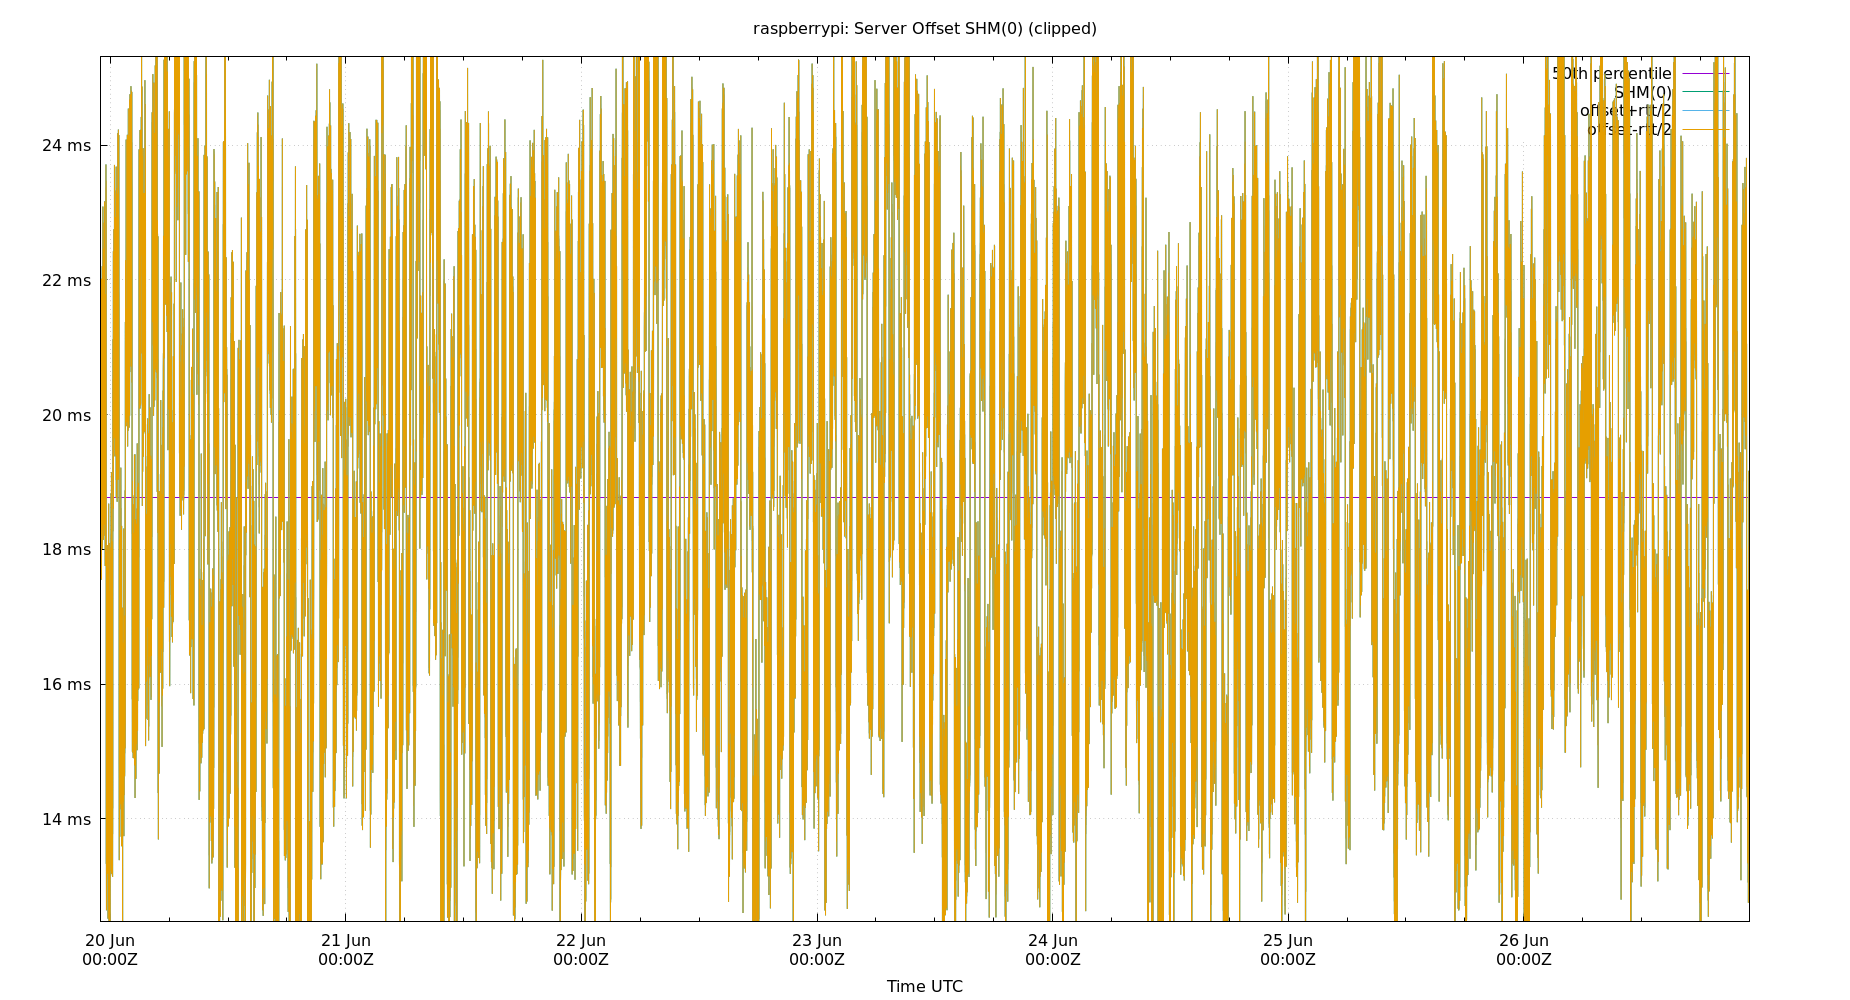 raspberrypi: Server Offset SHM(0) (clipped)
50th percentile
SHM(0)
offset+rtt/2
offset-rtt/2
24 ms
22 ms
20 ms
18 ms
16 ms
14 ms
20 Jun 21 Jun 22 Jun 23 Jun 24 Jun 25 Jun 26 Jun
00:00Z 00:00Z 00:00Z 00:00Z 00:00Z 00:00Z 00:00Z
Time UTC